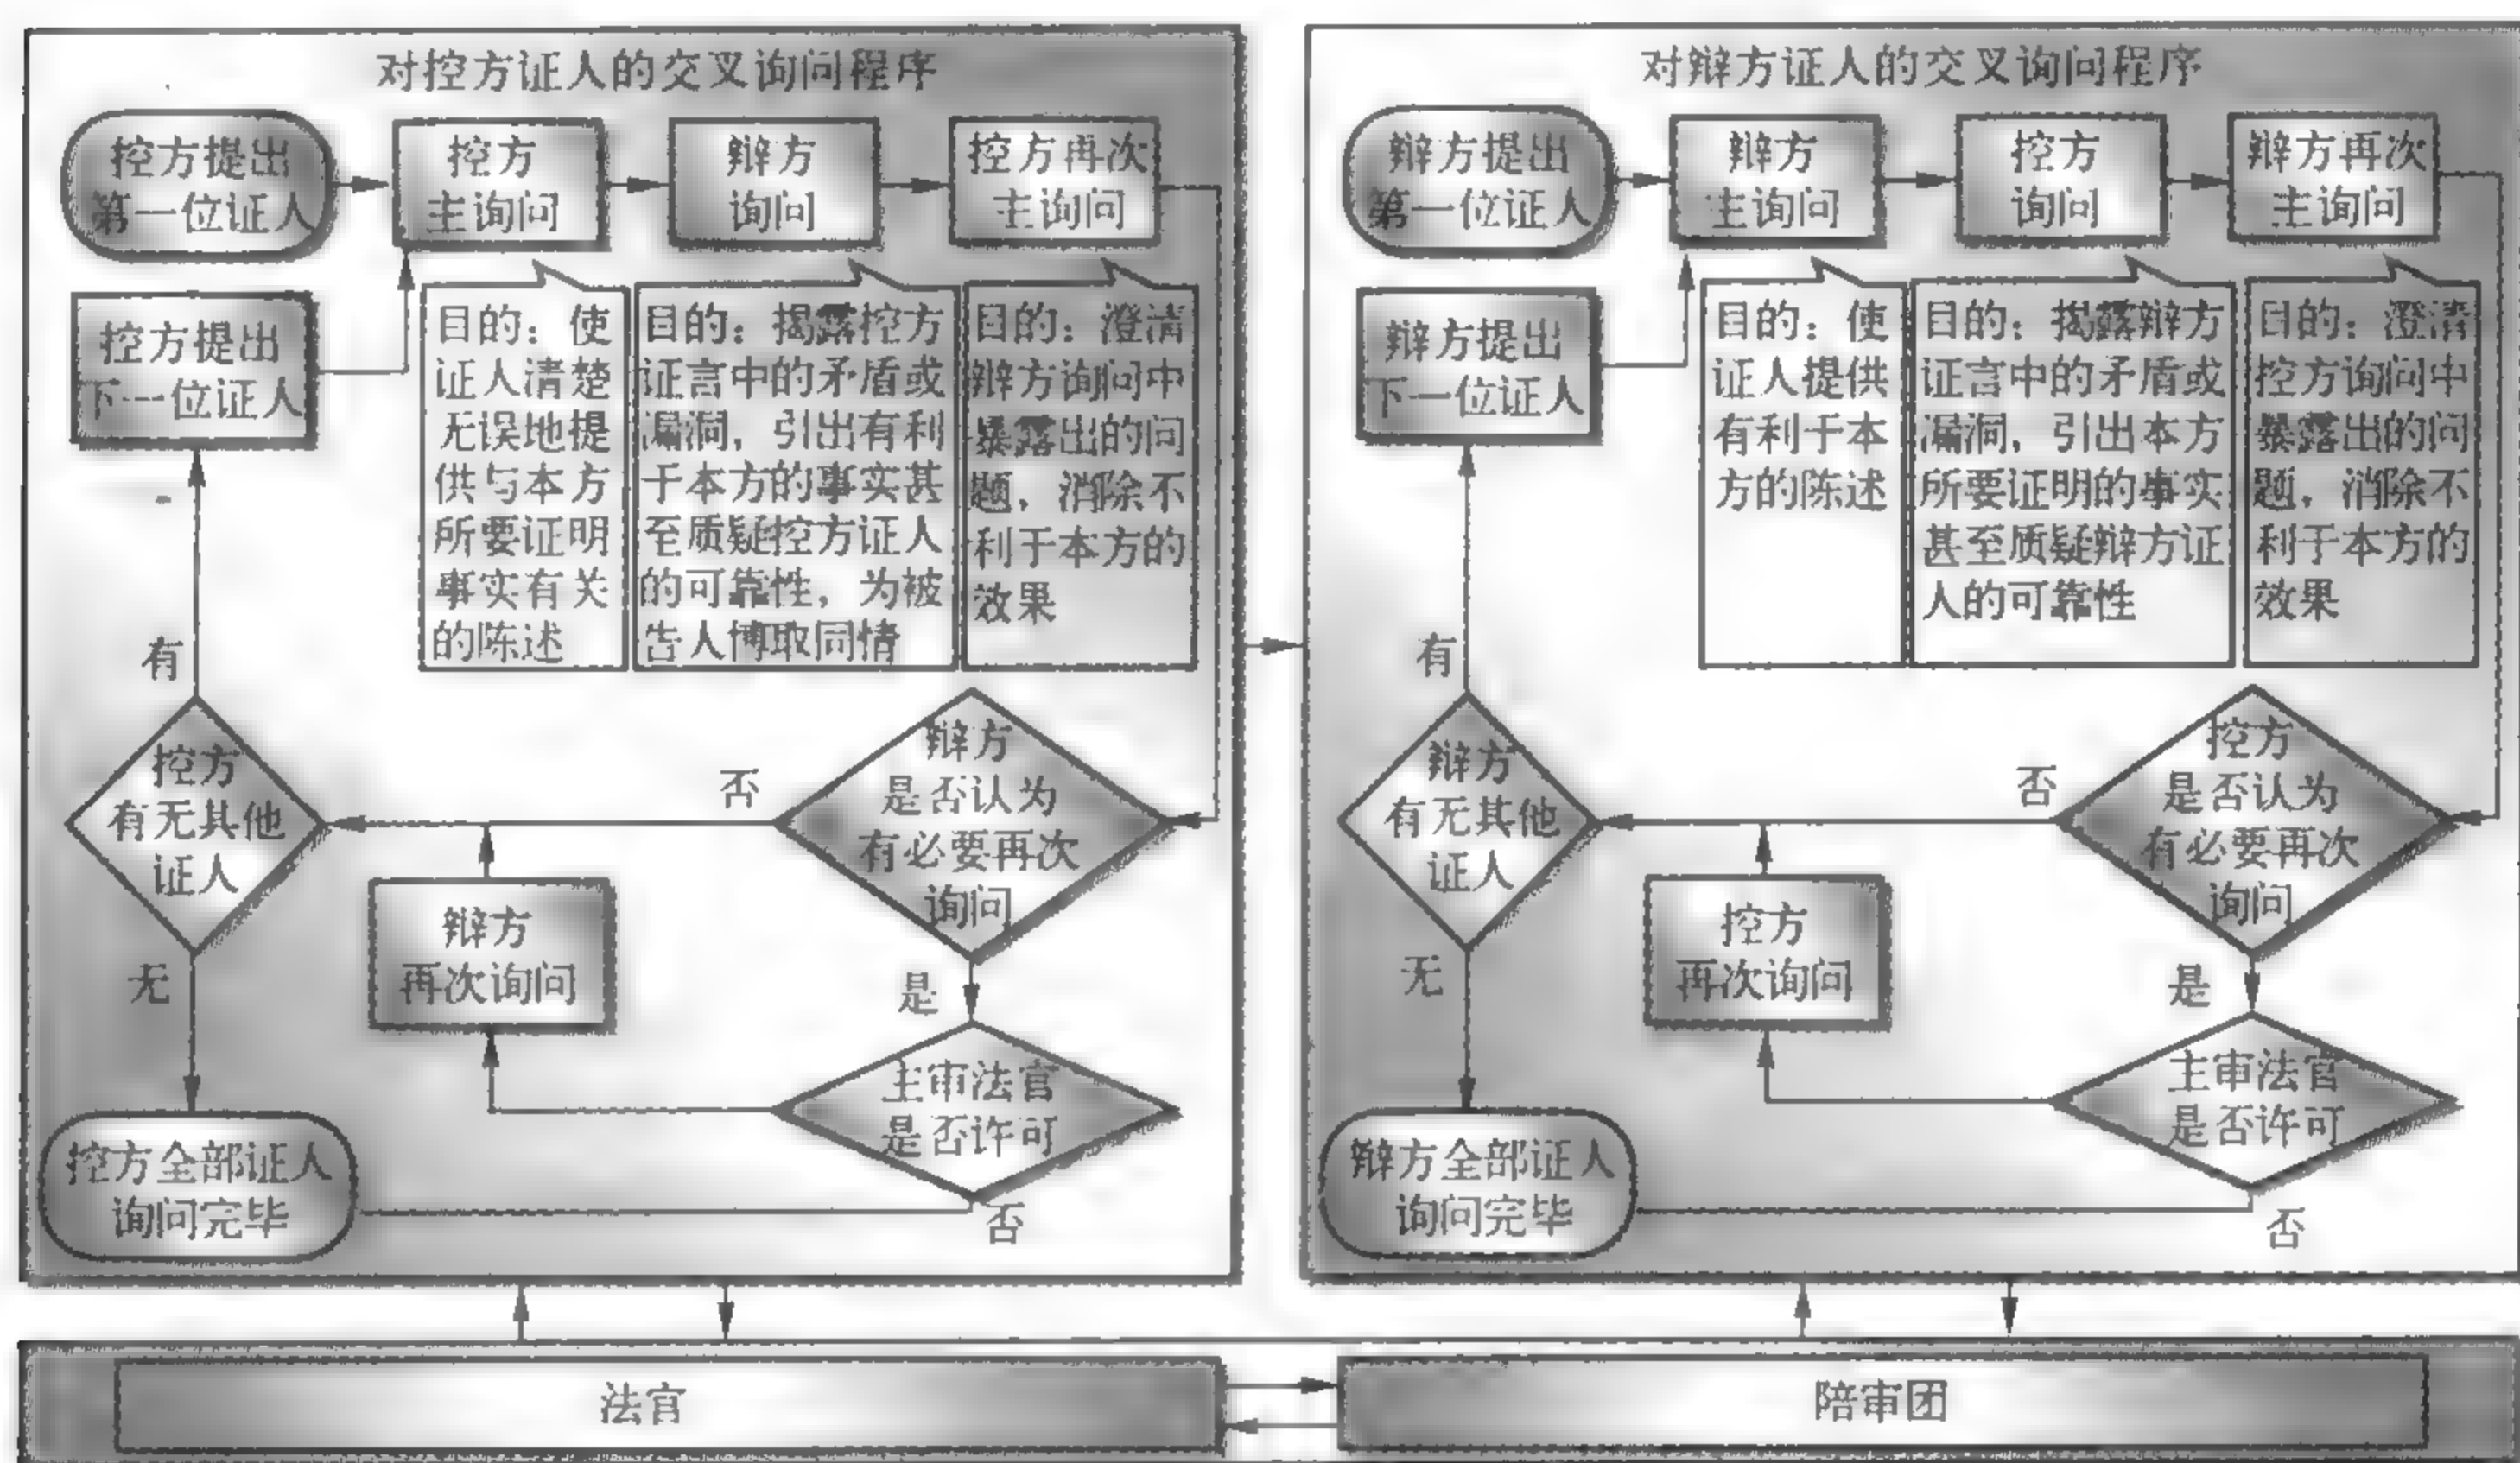 对控方证人的交叉询问程序
控方提出
第一位证人
控方
主询问
辩方
询问
控方再次
主询问
控方提出
下一位证人
目的：使
证人清楚
无误地提
供与本方
所要证明
事实有关
的陈述
目的：揭露控方
证言中的矛盾或
漏洞，引出有利
于本方的事实甚
至质疑控方证人
的可靠性，为被
告人博取同情
目的：澄清
辩方询问中
暴露出的问
题，消除不
利于本方的
效果
有
控方
有无其他
证人
否
辩方
是否认为
有必要再次
询问
辩方
再次询问
无
是
主审法官
是否许可
控方全部证人
询问完毕
否
对辩方证人的交叉询问程序
辩方提出
第一位证人
辩方
主询问
控方
询问
辩方再次
主询问
辩方提出
下一位证人
目的：使
证人提供
有利于本
方的陈述
目的：揭露辩方
证言中的矛盾或
漏洞，引出本方
所要证明的事实
甚至质疑辩方证
人的可靠性
目的：澄清
控方询问中
暴露出的问
题，消除不
利于本方的
效果
有
辩方
有无其他
证人
否
控方
是否认为
有必要再次
询问
控方
再次询问
无
是
主审法官
是否许可
辩方全部证人
询问完毕
否
法官
陪审团